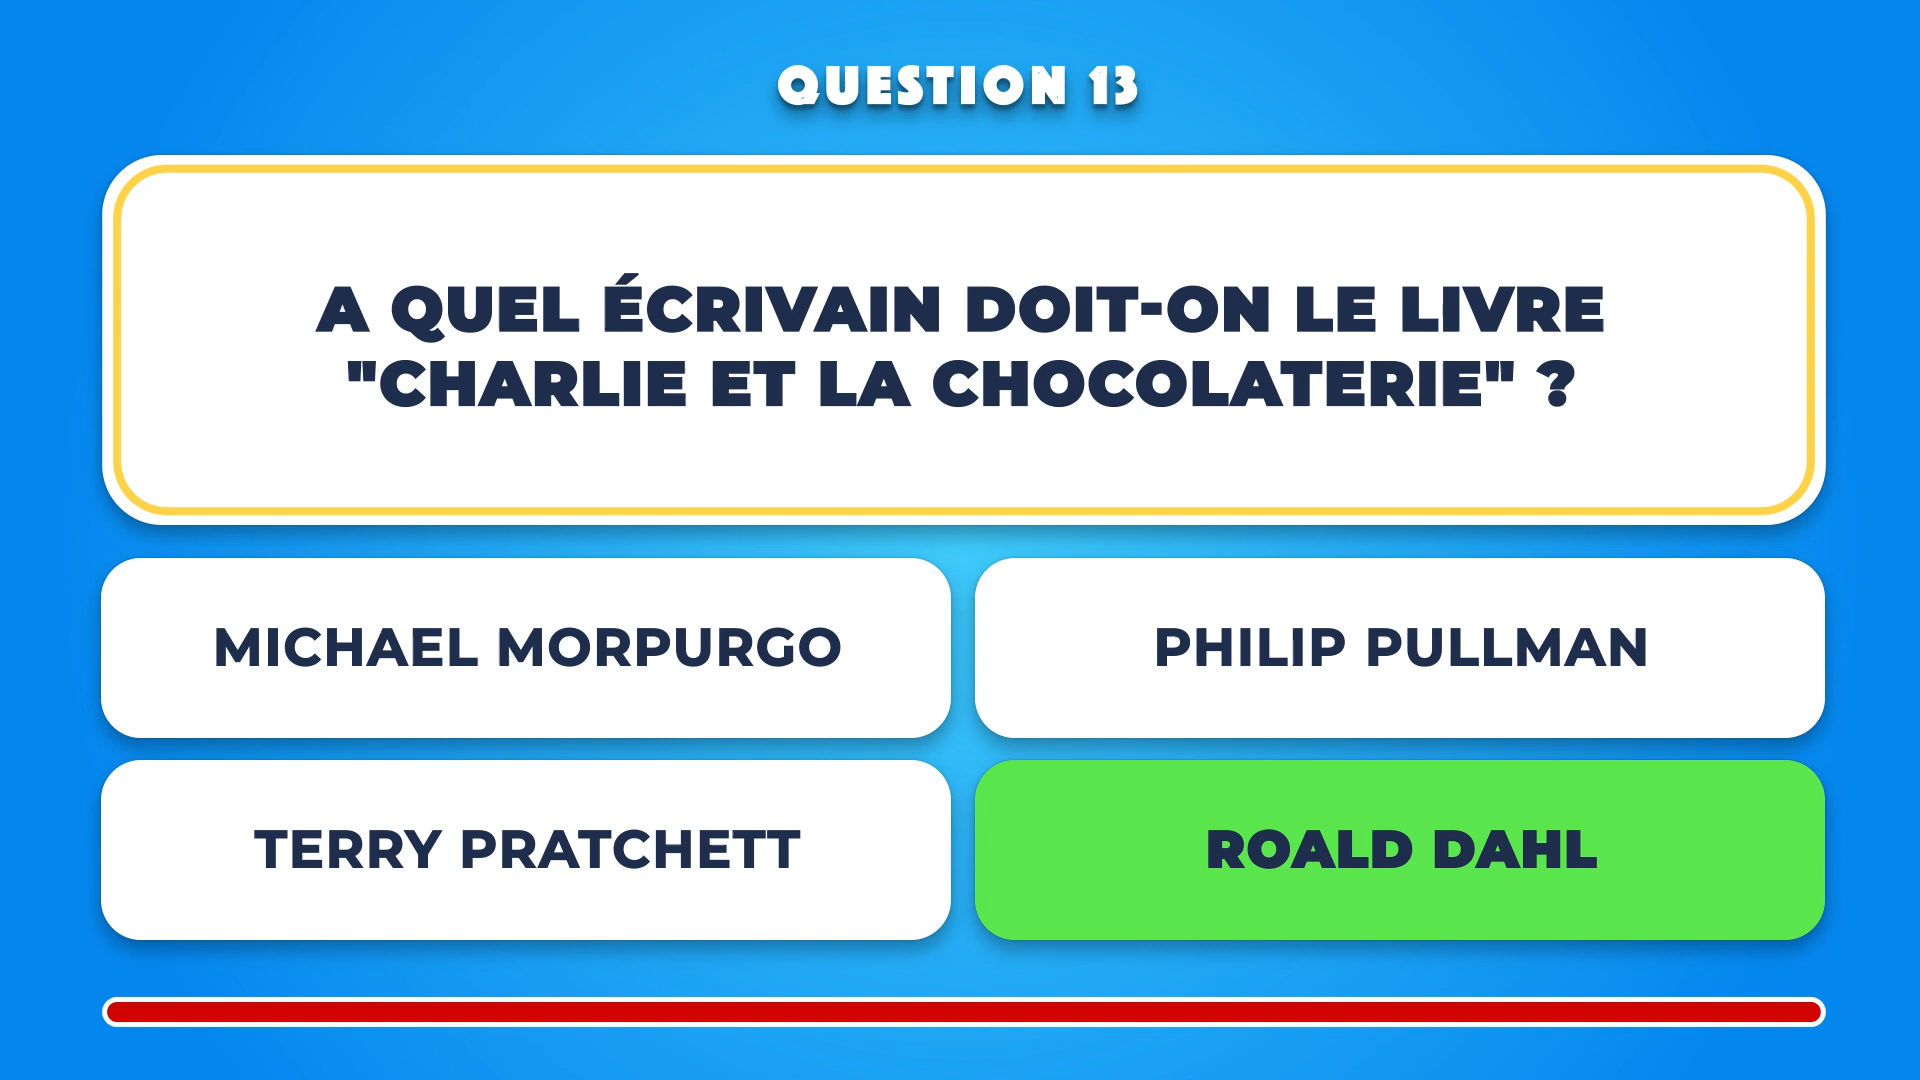 QUESTION 13
A QUEL ÉCRIVAIN DOIT-ON LE LIVRE
"CHARLIE ET LA CHOCOLATERIE" ?
MICHAEL MORPURGO
PHILIP PULLMAN
TERRY PRATCHETT
ROALD DAHL